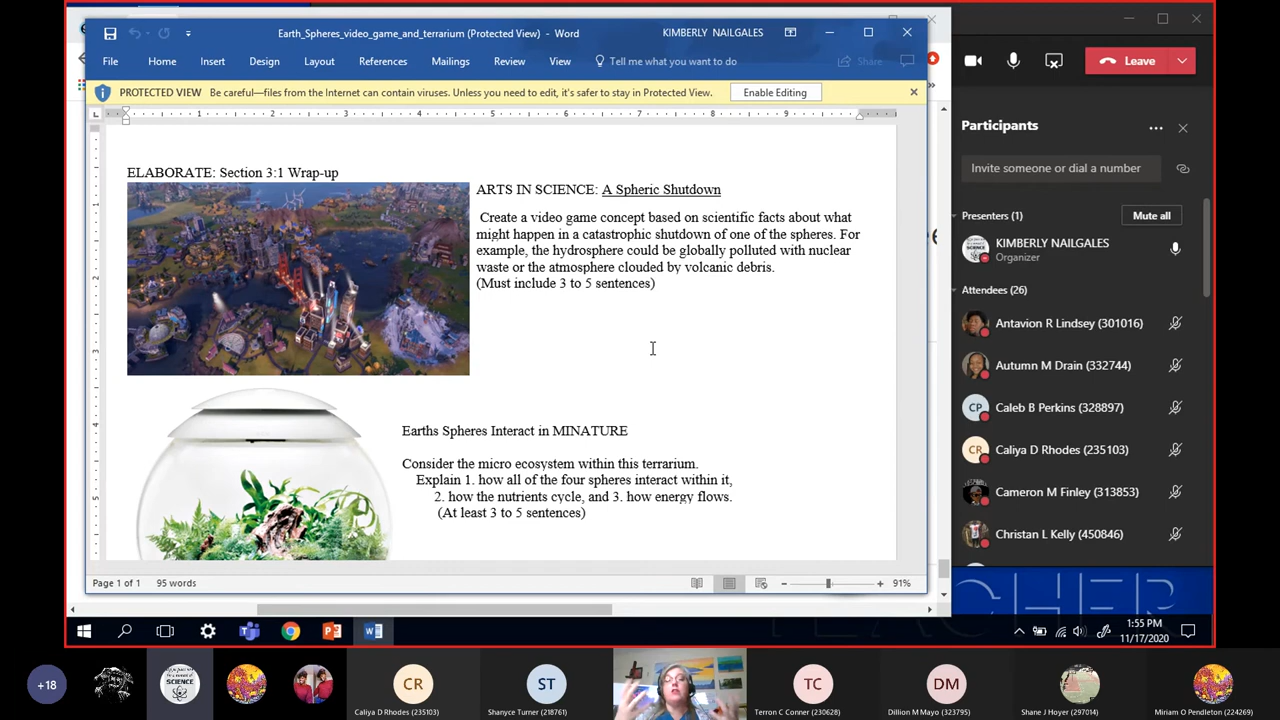 Earth_Spheres_video_game_and_terrarium (Protected View) - Word
KIMBERLY NAILGALES
File Home Insert Design Layout References Mailings Review View Tell me what you want to do Share
PROTECTED VIEW Be careful—files from the Internet can contain viruses. Unless you need to edit, it's safer to stay in Protected View. Enable Editing
ELABORATE: Section 3:1 Wrap-up
ARTS IN SCIENCE: A Spheric Shutdown
Create a video game concept based on scientific facts about what
might happen in a catastrophic shutdown of one of the spheres. For
example, the hydrosphere could be globally polluted with nuclear
waste or the atmosphere clouded by volcanic debris.
(Must include 3 to 5 sentences)
Earths Spheres Interact in MINATURE
Consider the micro ecosystem within this terrarium.
Explain 1. how all of the four spheres interact within it,
2. how the nutrients cycle, and 3. how energy flows.
(At least 3 to 5 sentences)
Page 1 of 1 95 words 91%
Leave
Participants
Invite someone or dial a number
Presenters (1) Mute all
KIMBERLY NAILGALES
Organizer
Attendees (26)
Antavion R Lindsey (301016)
Autumn M Drain (332744)
CP Caleb B Perkins (328897)
CR Caliya D Rhodes (235103)
Cameron M Finley (313853)
Christan L Kelly (450846)
1:55 PM
11/17/2020
+18
SCIENCE
CR
Caliya D Rhodes (235103)
ST
Shanyce Turner (218761)
TC
Terron C Conner (230628)
DM
Dillion M Mayo (323795)
Shane J Hoyer (297014)
Miriam O Pendleton (224269)